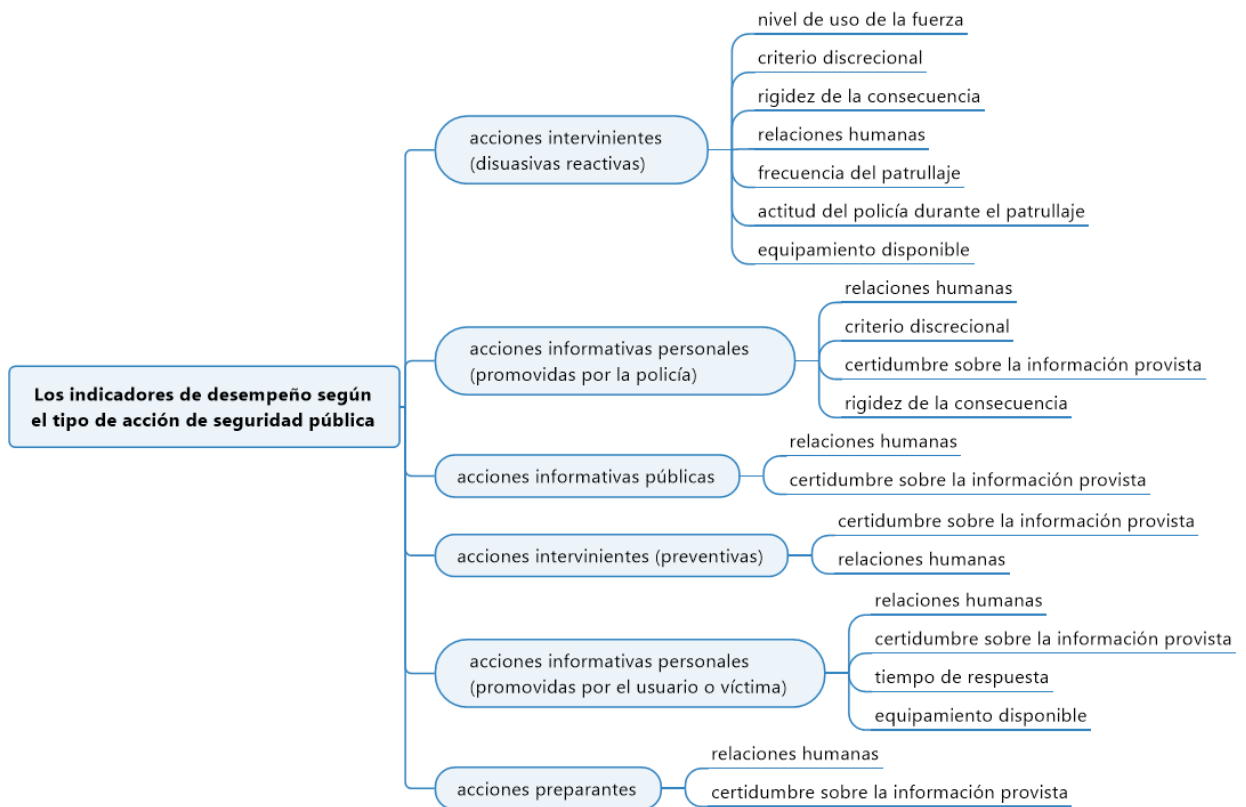 Los indicadores de desempeño según
el tipo de acción de seguridad pública
acciones intervinientes
(disuasivas reactivas)
nivel de uso de la fuerza
criterio discrecional
rigidez de la consecuencia
relaciones humanas
frecuencia del patrullaje
actitud del policía durante el patrullaje
equipamiento disponible
acciones informativas personales
(promovidas por la policía)
relaciones humanas
criterio discrecional
certidumbre sobre la información provista
rigidez de la consecuencia
acciones informativas públicas
relaciones humanas
certidumbre sobre la información provista
acciones intervinientes (preventivas)
certidumbre sobre la información provista
relaciones humanas
acciones informativas personales
(promovidas por el usuario o víctima)
relaciones humanas
certidumbre sobre la información provista
tiempo de respuesta
equipamiento disponible
acciones preparantes
relaciones humanas
certidumbre sobre la información provista